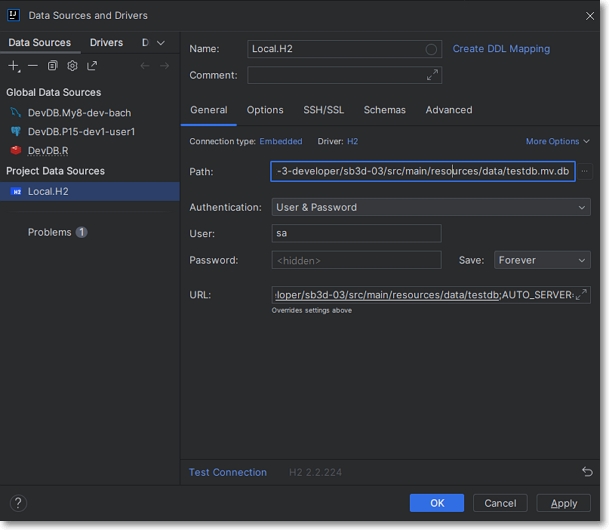 Data Sources and Drivers
Data Sources Drivers D
Name: Local.H2 Create DDL Mapping
Comment:
Global Data Sources
DevDB.My8-dev-bach
DevDB.P15-dev1-user1
DevDB.R
Project Data Sources
H2 Local.H2
Problems 1
General Options SSH/SSL Schemas Advanced
Connection type: Embedded Driver: H2 More Options
Path: -3-developer/sb3d-03/src/main/resources/data/testdb.mv.db ...
Authentication: User & Password
User: sa
Password: <hidden> Save: Forever
URL: loper/sb3d-03/src/main/resources/data/testdb;AUTO_SERVER=
Overrides settings above
Test Connection H2 2.2.224
? OK Cancel Apply